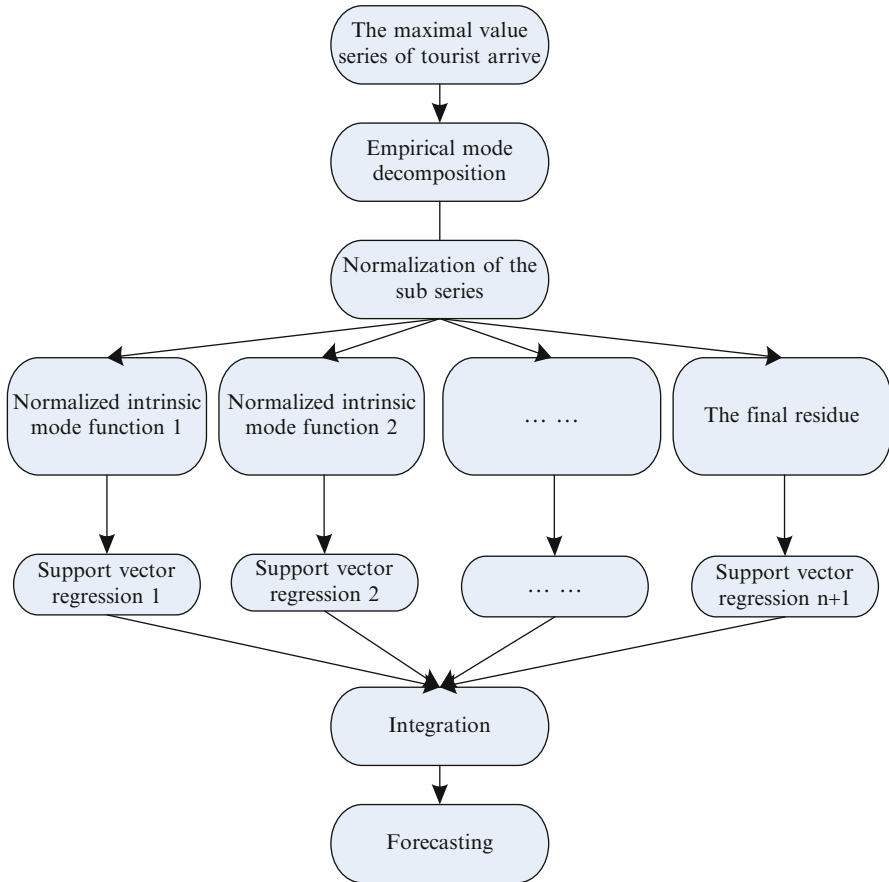 The maximal value
series of tourist arrive
Empirical mode
decomposition
Normalization of the
sub series
Normalized intrinsic
mode function 1
Normalized intrinsic
mode function 2
... ...
The final residue
Support vector
regression 1
Support vector
regression 2
... ...
Support vector
regression n+1
Integration
Forecasting